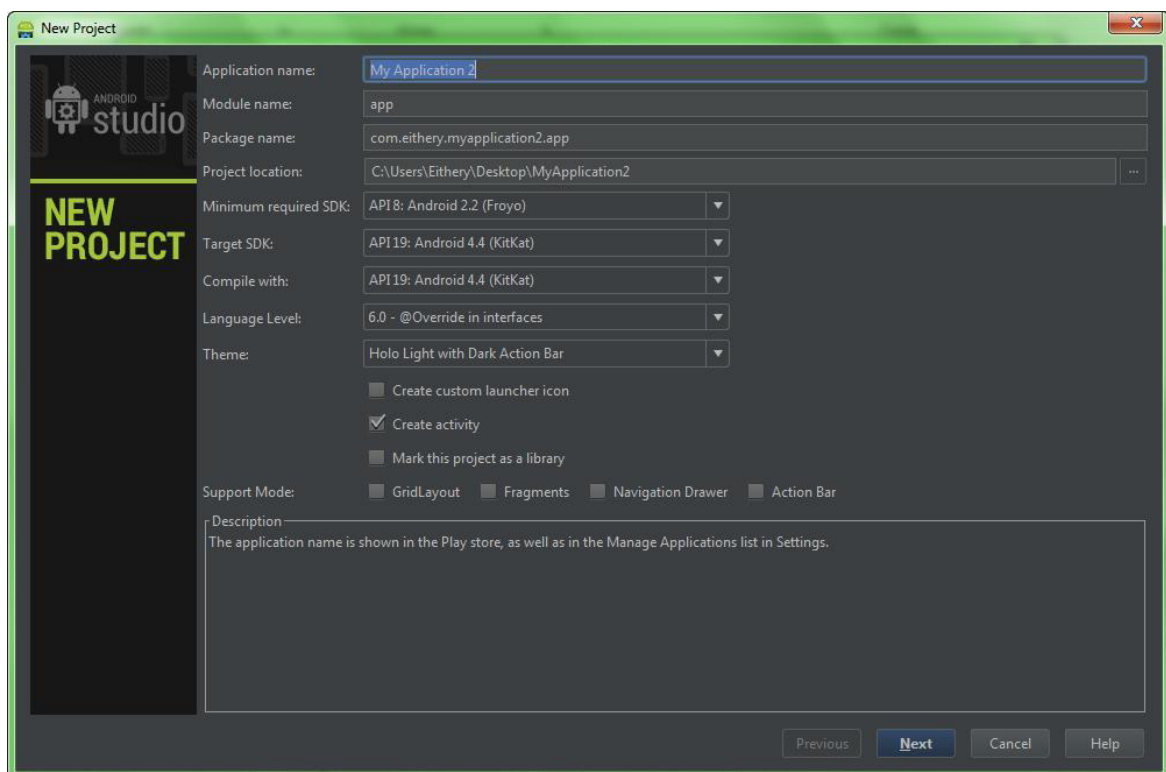 New Project
ANDROID
studio
NEW
PROJECT
Application name: My Application 2
Module name: app
Package name: com.eithery.myapplication2.app
Project location: C:\Users\Eithery\Desktop\MyApplication2 ...
Minimum required SDK: API 8: Android 2.2 (Froyo)
Target SDK: API 19: Android 4.4 (KitKat)
Compile with: API 19: Android 4.4 (KitKat)
Language Level: 6.0 - @Override in interfaces
Theme: Holo Light with Dark Action Bar
Create custom launcher icon
Create activity
Mark this project as a library
Support Mode: GridLayout Fragments Navigation Drawer Action Bar
Description
The application name is shown in the Play store, as well as in the Manage Applications list in Settings.
Previous Next Cancel Help